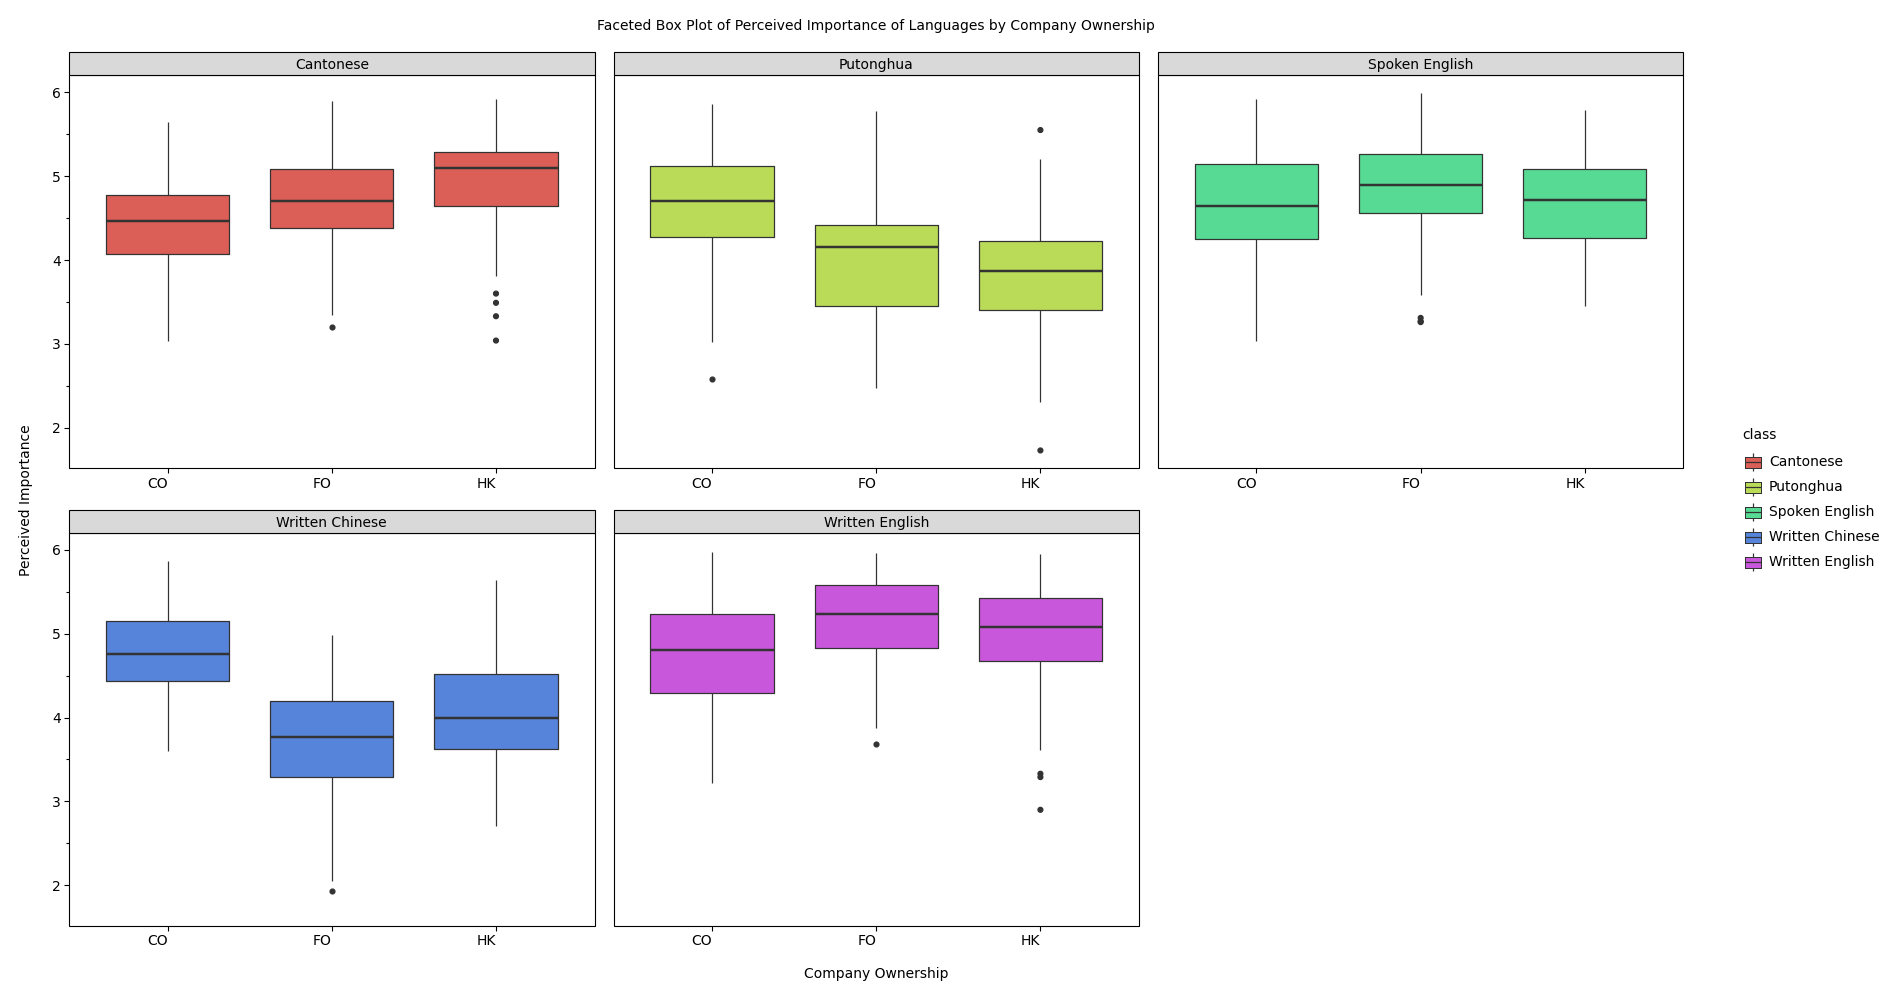 Faceted Box Plot of Perceived Importance of Languages by Company Ownership
Cantonese
Putonghua
Spoken English
6
5
4
3
2
CO
FO
HK
CO
FO
HK
CO
FO
HK
Written Chinese
Written English
6
5
4
3
2
CO
FO
HK
CO
FO
HK
Perceived Importance
Company Ownership
class
Cantonese
Putonghua
Spoken English
Written Chinese
Written English